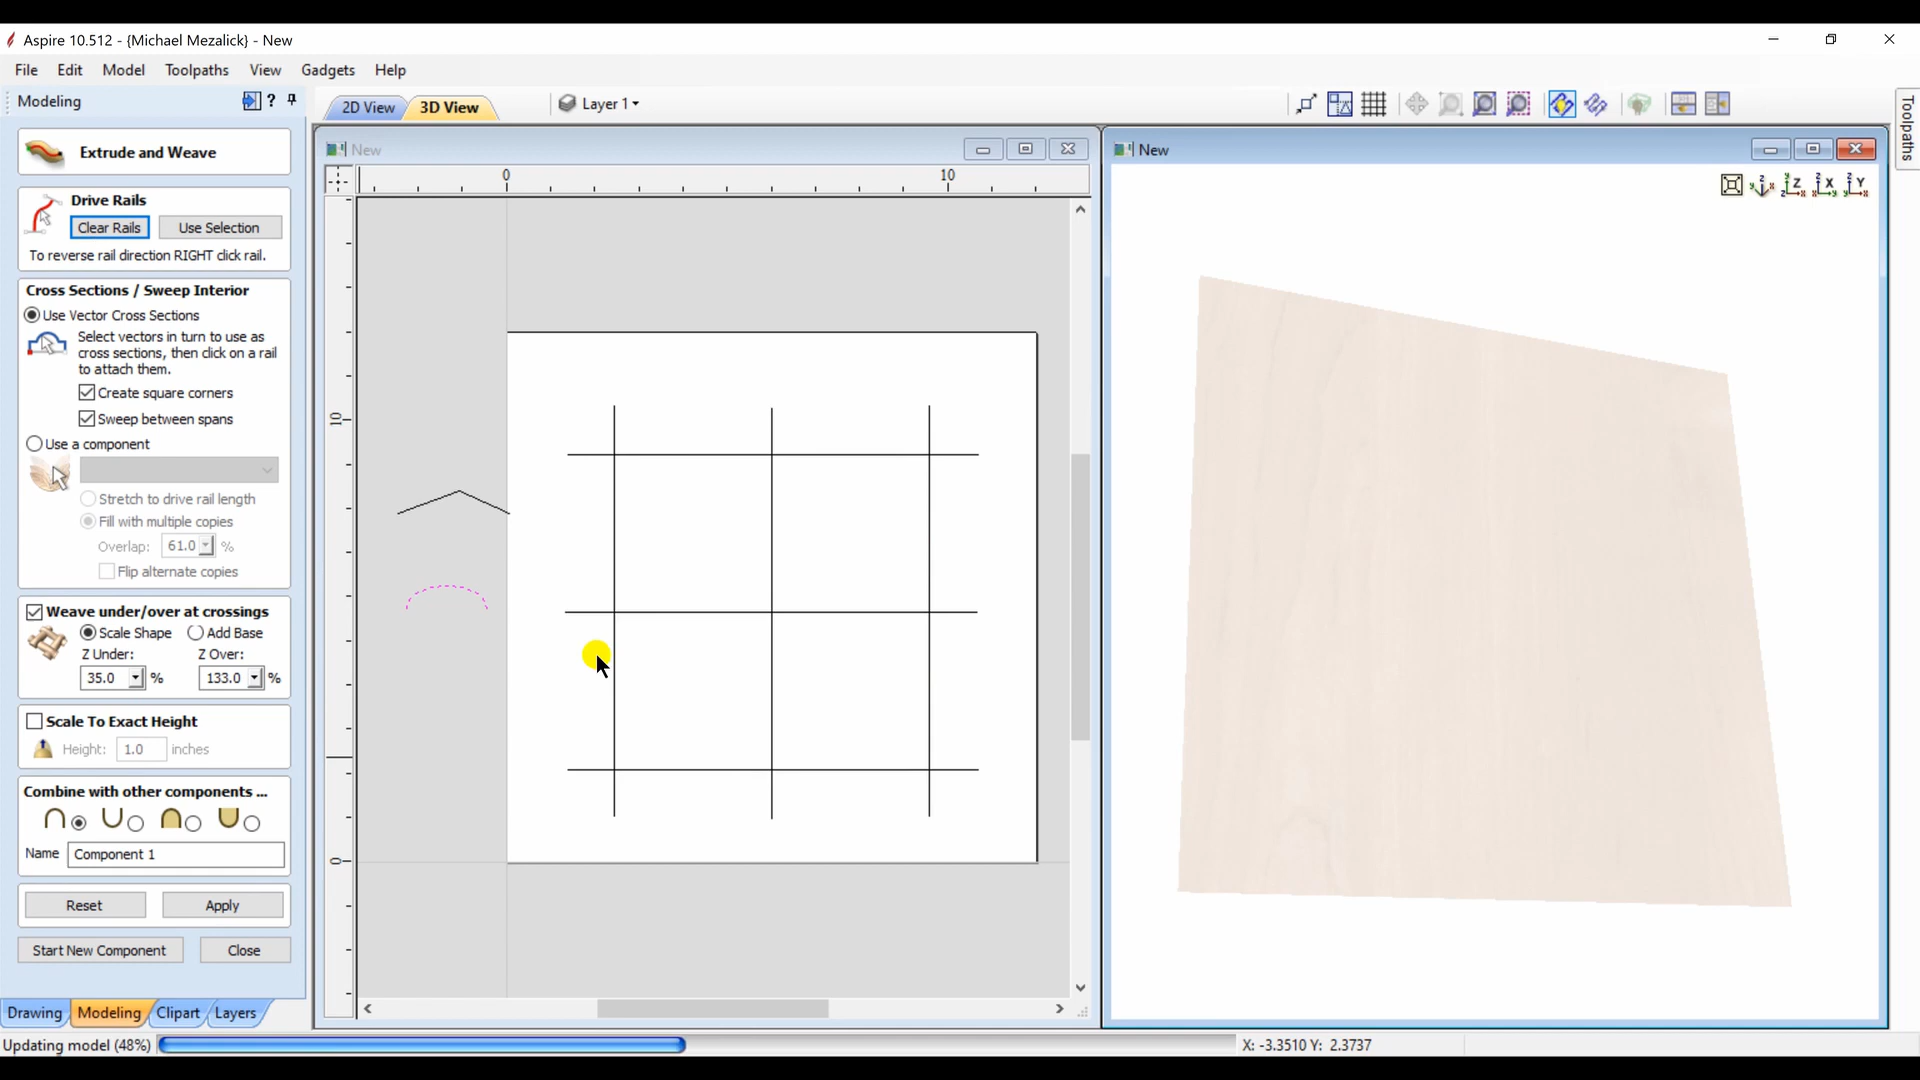 Aspire 10.512 - {Michael Mezalick} - New
File Edit Model Toolpaths View Gadgets Help
Modeling ?
2D View 3D View Layer 1
Toolpaths
Extrude and Weave
Drive Rails
Clear Rails Use Selection
To reverse rail direction RIGHT click rail.
Cross Sections / Sweep Interior
Use Vector Cross Sections
Select vectors in turn to use as
cross sections, then click on a rail
to attach them.
Create square corners
Sweep between spans
Use a component
Stretch to drive rail length
Fill with multiple copies
Overlap: 61.0 %
Flip alternate copies
Weave under/over at crossings
Scale Shape Add Base
Z Under: Z Over:
35.0 % 133.0 %
Scale To Exact Height
Height: 1.0 inches
Combine with other components ...
Name Component 1
Reset Apply
Start New Component Close
Drawing Modeling Clipart Layers
New
0 10
10
0
New
Z X Y
Updating model (48%) X: -3.3510 Y: 2.3737